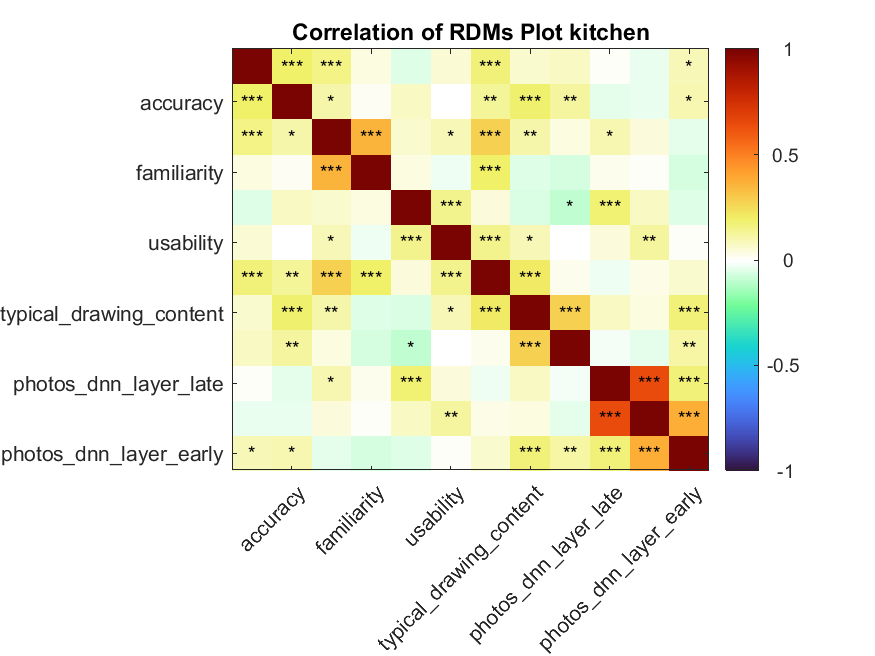 Correlation of RDMs Plot kitchen
*** *** *** *
accuracy *** * ** *** ** *
*** * *** * *** ** *
familiarity *** ***
*** * ***
usability * *** *** * **
*** ** *** *** *** ***
typical_drawing_content *** ** * *** *** ***
** * *** **
photos_dnn_layer_late * *** *** ***
** *** ***
photos_dnn_layer_early * * *** ** *** ***
accuracy
familiarity
usability
typical_drawing_content
photos_dnn_layer_late
photos_dnn_layer_early
1
0.5
0
-0.5
-1